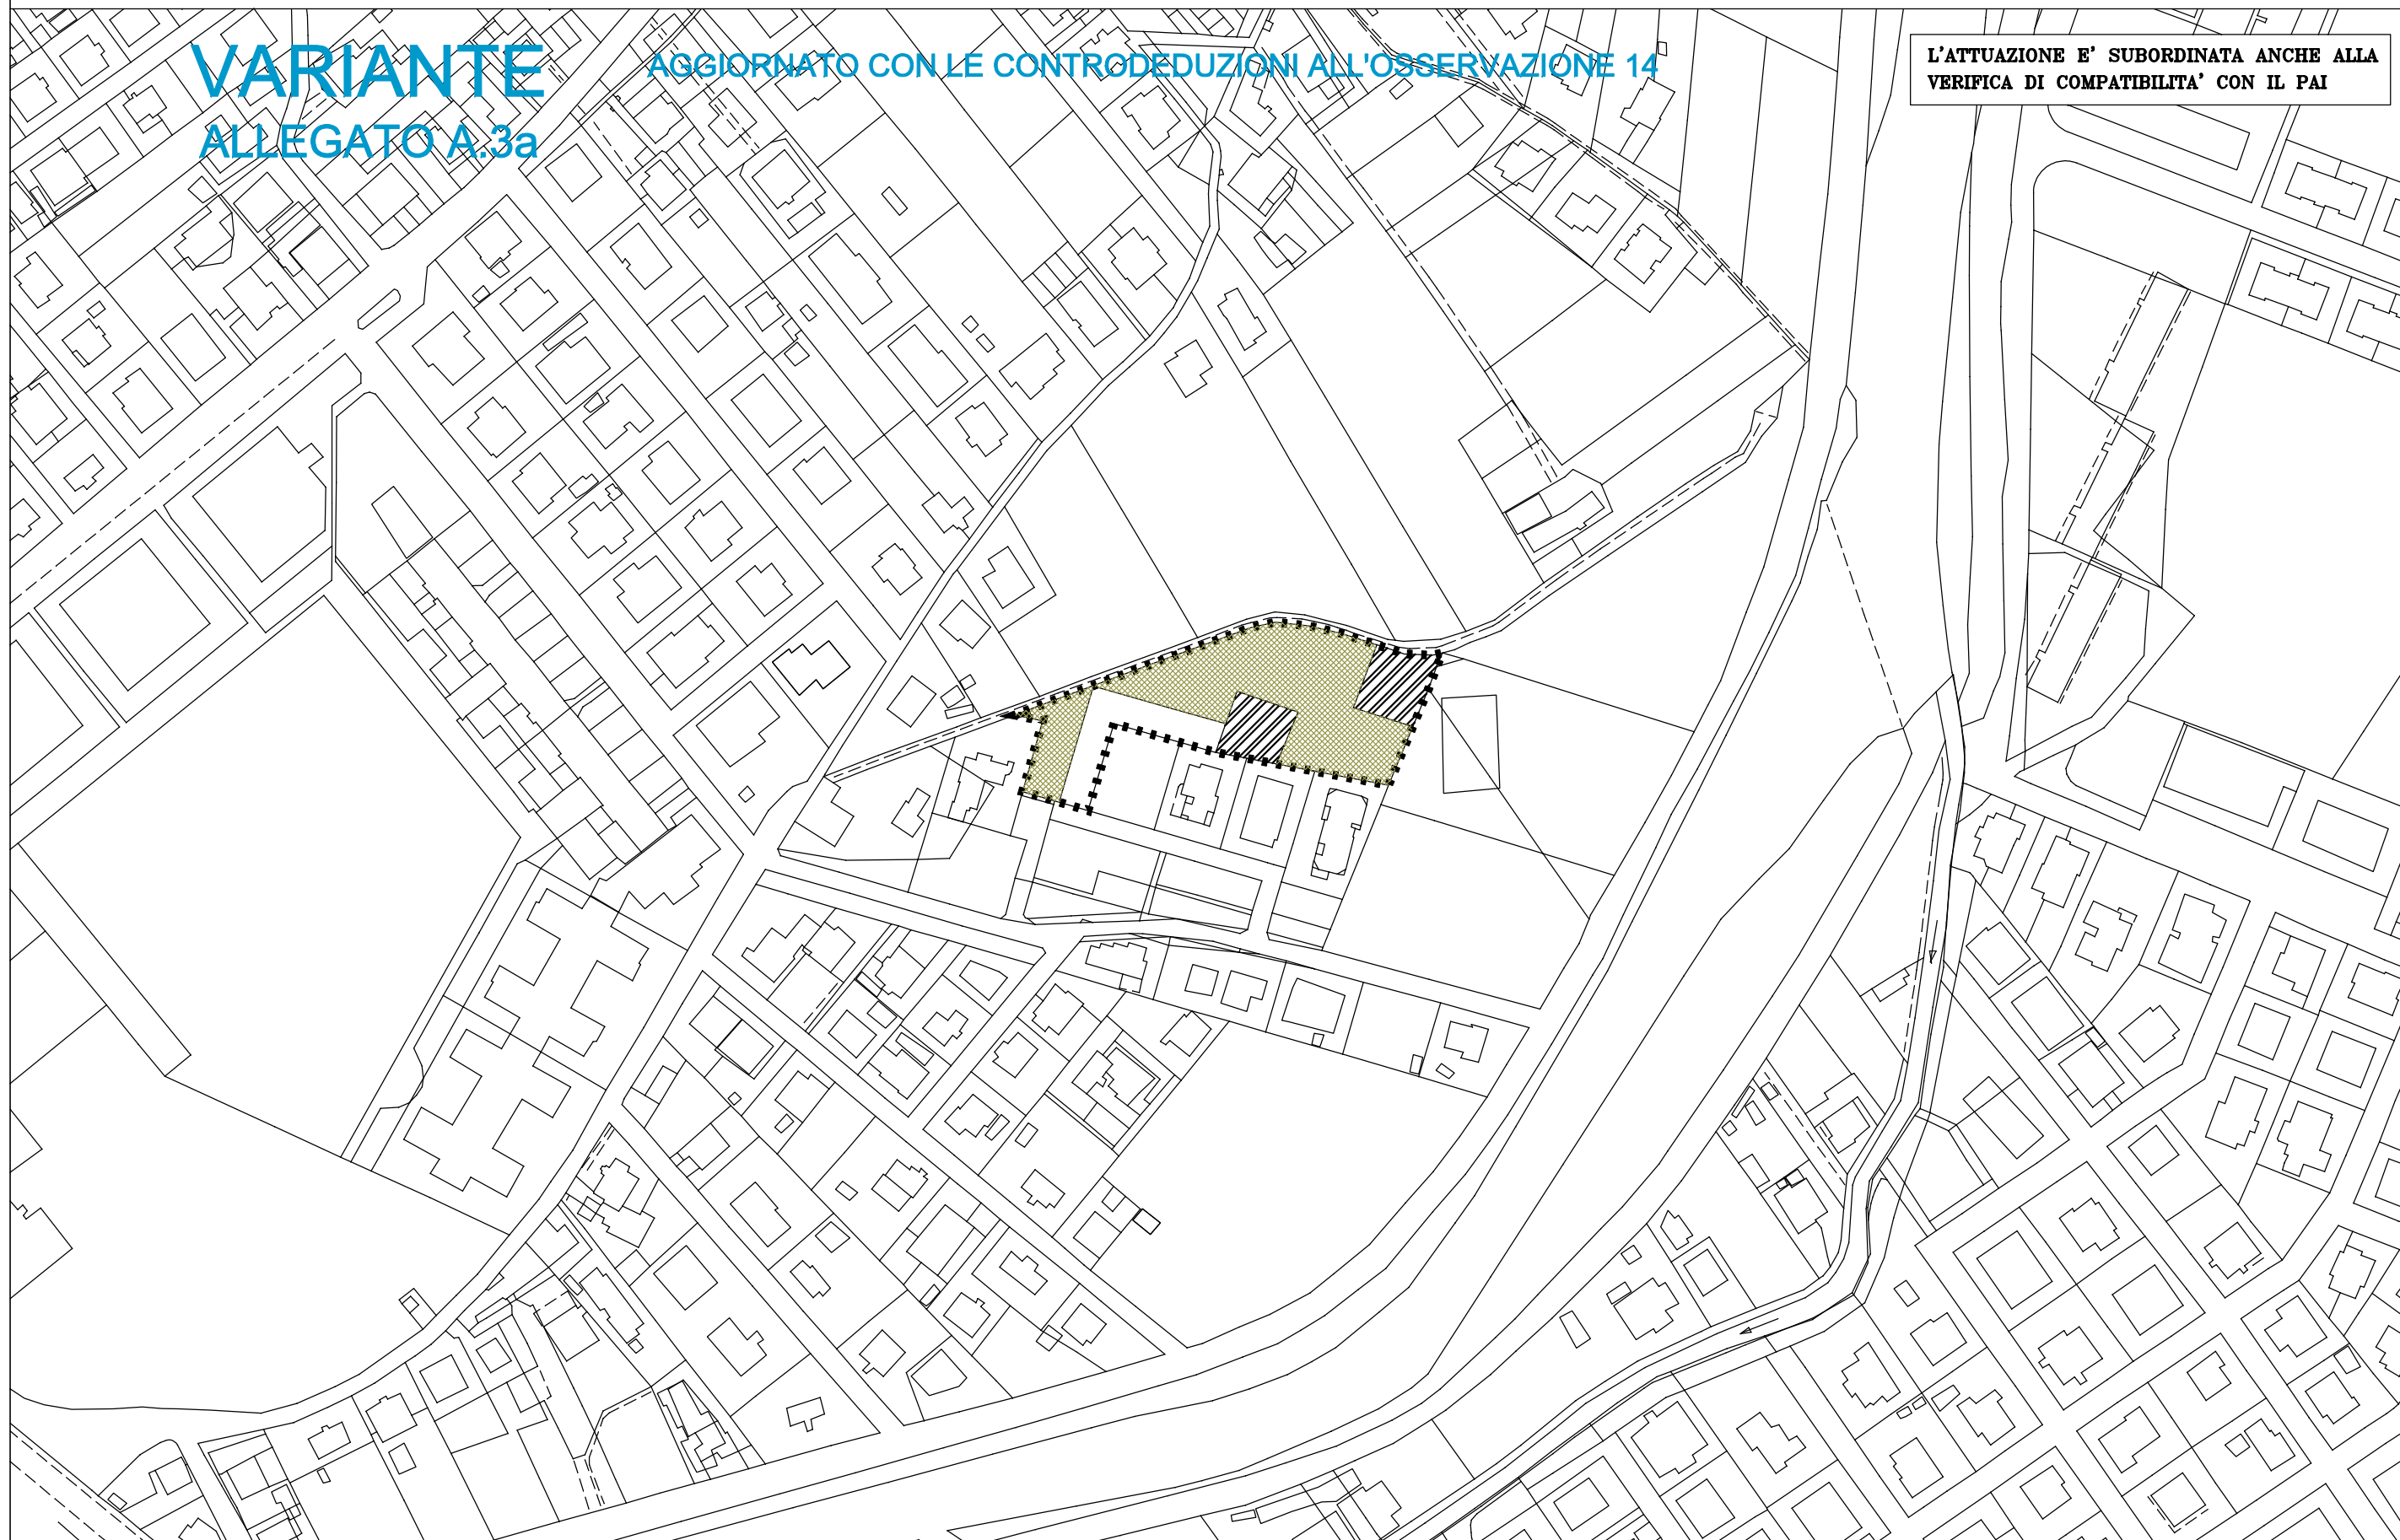 VARIANTE
ALLEGATO A.3a
AGGIORNATO CON LE CONTRODEDUZIONI ALL'OSSERVAZIONE 14
L'ATTUAZIONE E' SUBORDINATA ANCHE ALLA
VERIFICA DI COMPATIBILITA' CON IL PAI